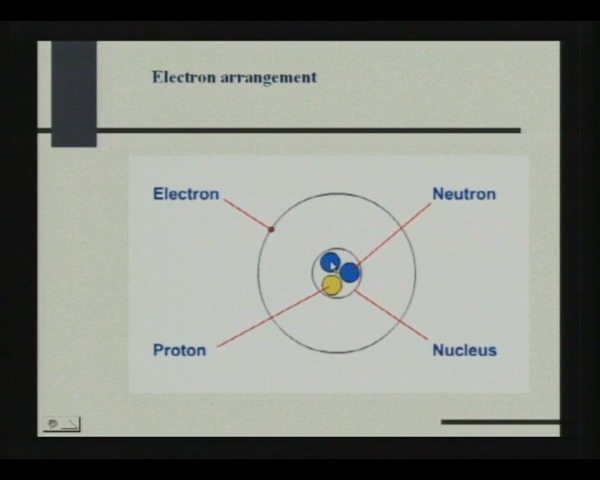 Electron arrangement
Electron
Neutron
Proton
Nucleus